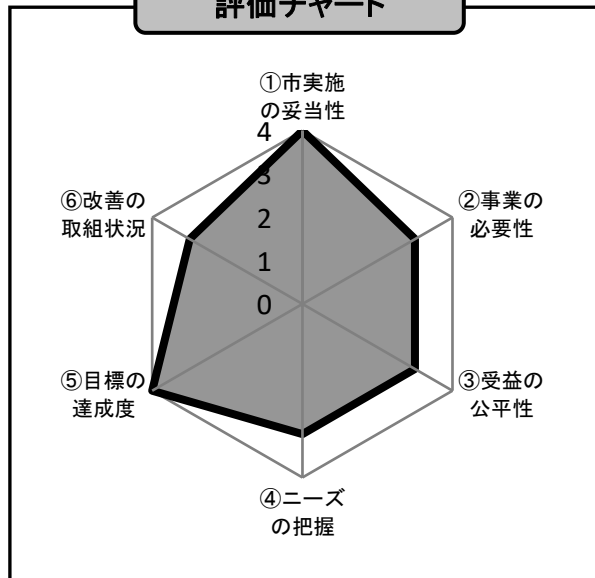 評価チャート
①市実施
の妥当性
4
3
2
1
0
②事業の
必要性
③受益の
公平性
④ニーズ
の把握
⑤目標の
達成度
⑥改善の
取組状況